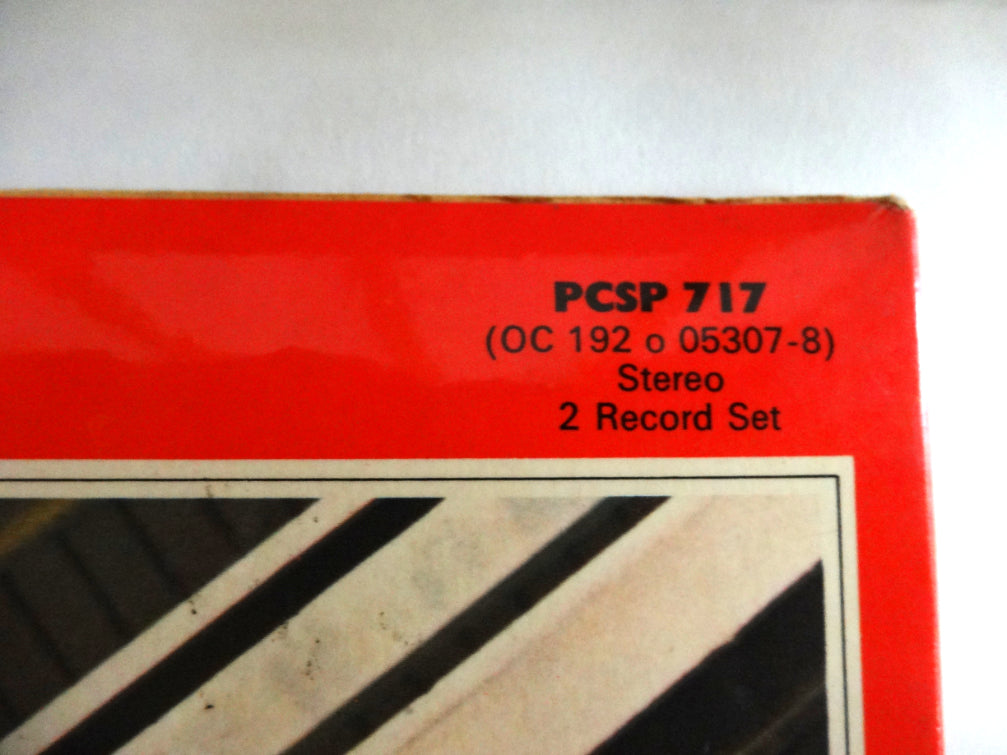 PCSP 717
(OC 192 o 05307-8)
Stereo
2 Record Set